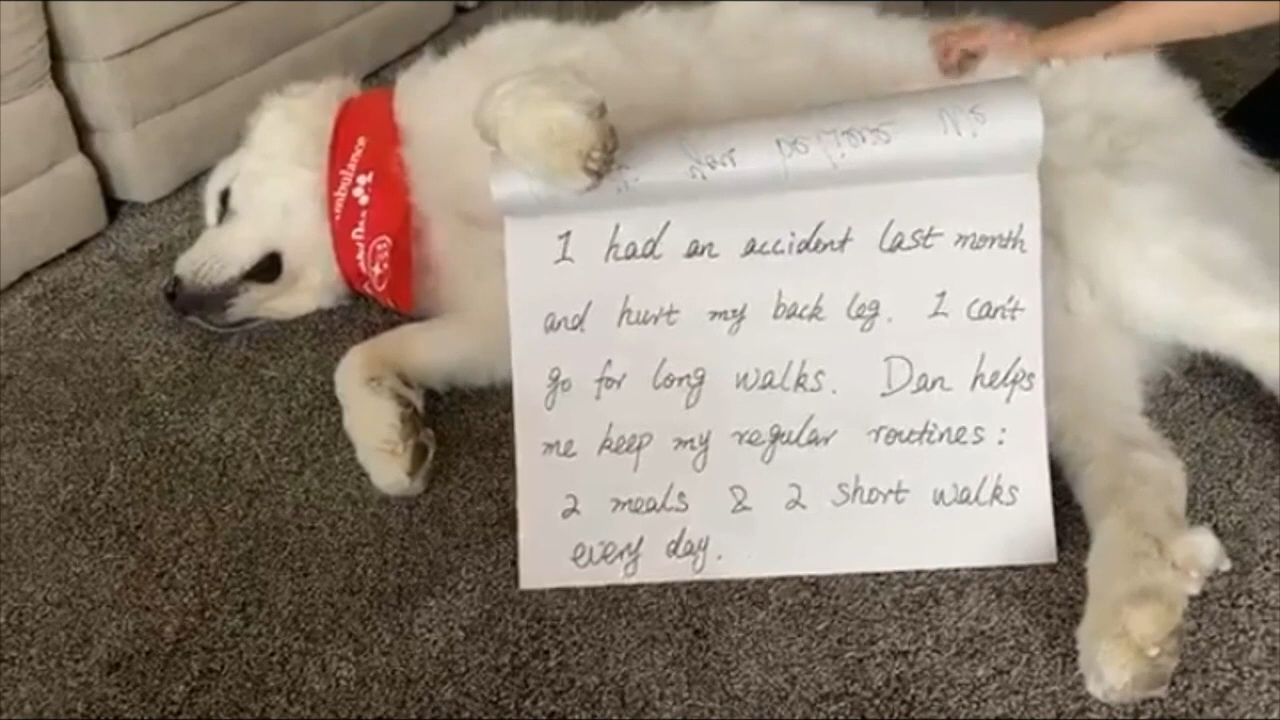 mbulance
I had an accident last month
and hurt my back leg. I can't
go for long walks. Dan helps
me keep my regular routines:
2 meals & 2 short walks
every day.